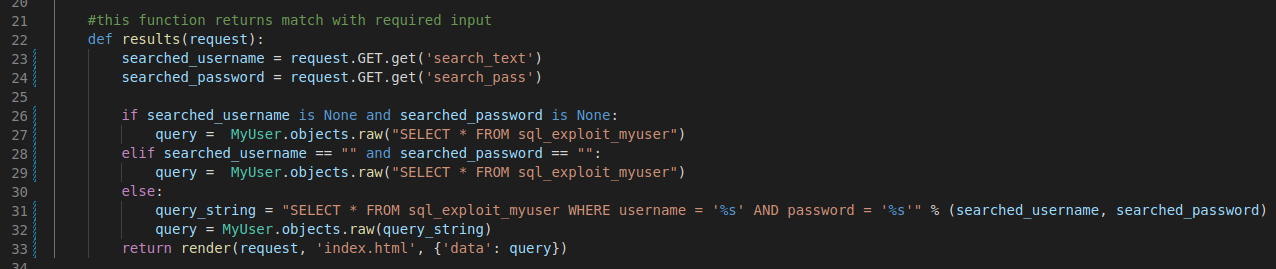 20
21 #this function returns match with required input
22 def results(request):
23 searched_username = request.GET.get('search_text')
24 searched_password = request.GET.get('search_pass')
25
26 if searched_username is None and searched_password is None:
27 query =  MyUser.objects.raw("SELECT * FROM sql_exploit_myuser")
28 elif searched_username == "" and searched_password == "":
29 query =  MyUser.objects.raw("SELECT * FROM sql_exploit_myuser")
30 else:
31 query_string = "SELECT * FROM sql_exploit_myuser WHERE username = '%s' AND password = '%s'" % (searched_username, searched_password)
32 query = MyUser.objects.raw(query_string)
33 return render(request, 'index.html', {'data': query})
34